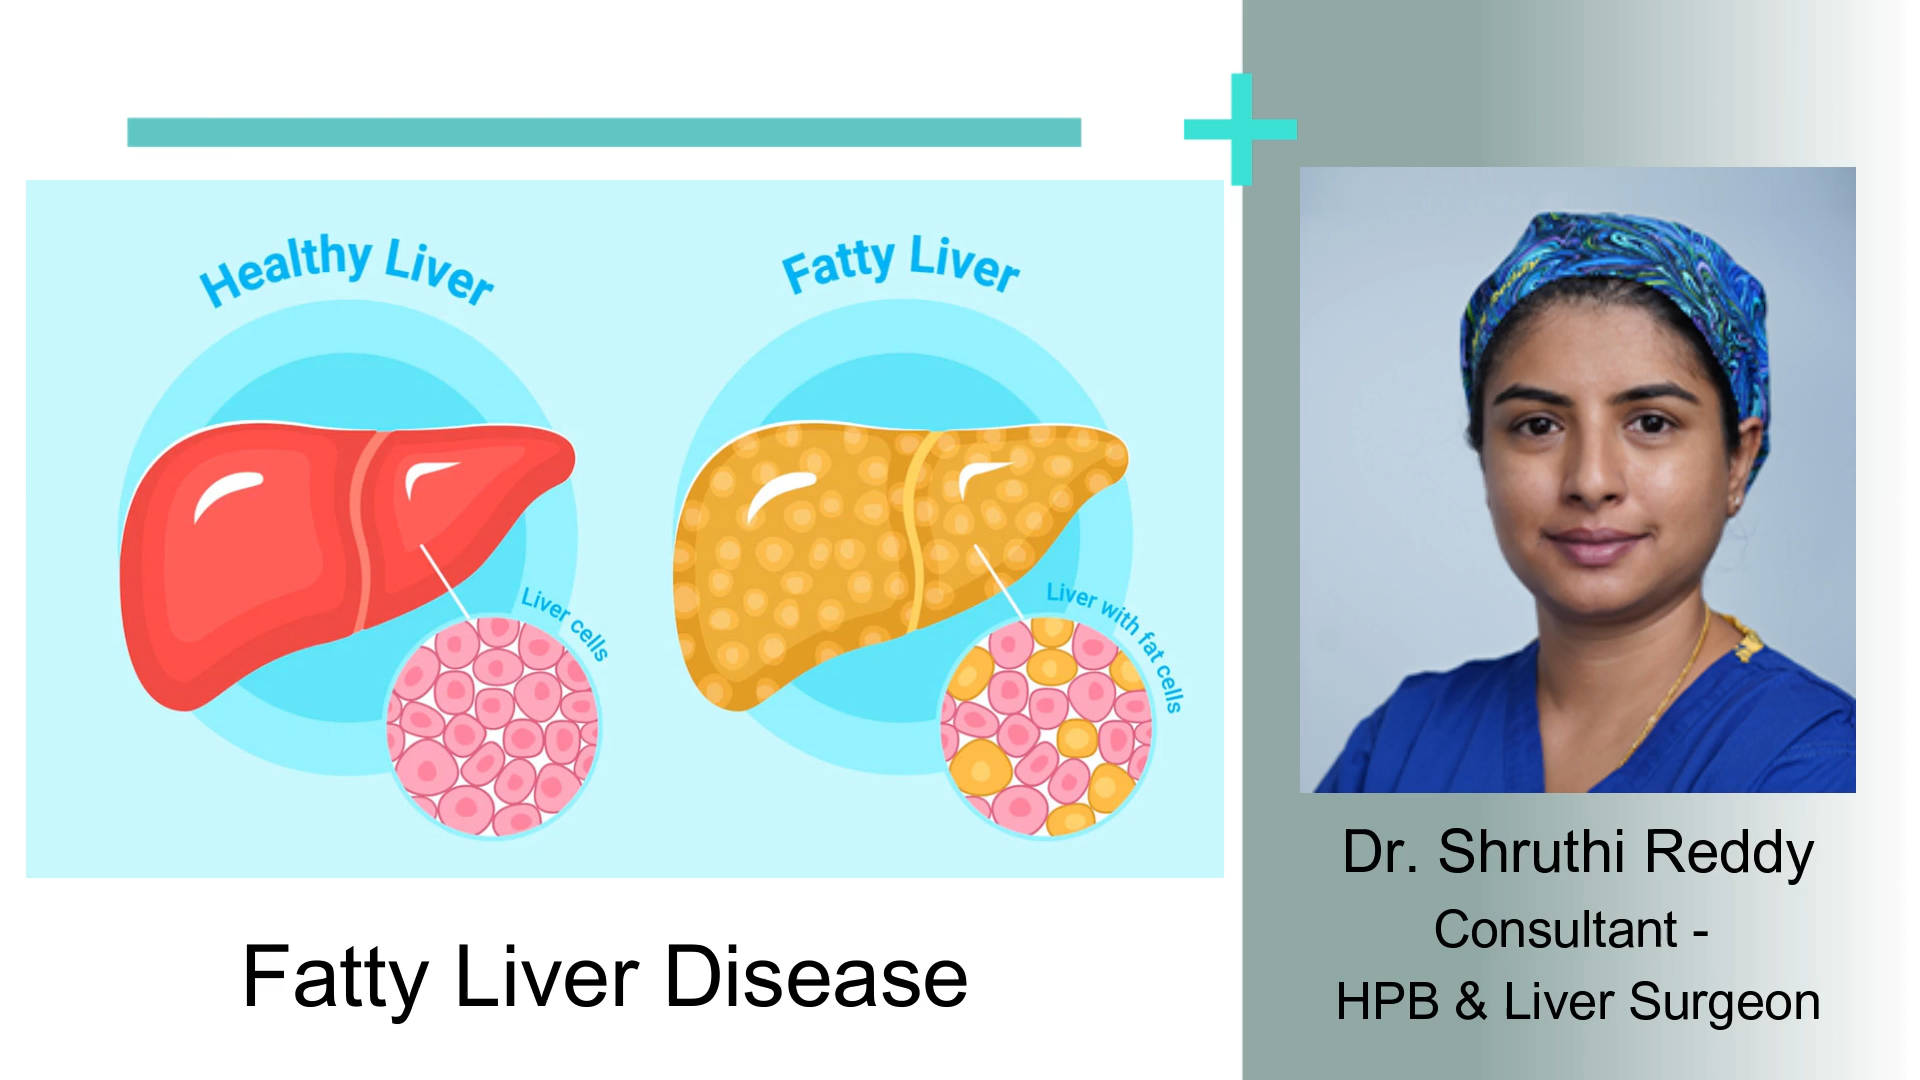 Healthy Liver
Fatty Liver
Liver cells
Liver with fat cells
Fatty Liver Disease
Dr. Shruthi Reddy
Consultant -
HPB & Liver Surgeon